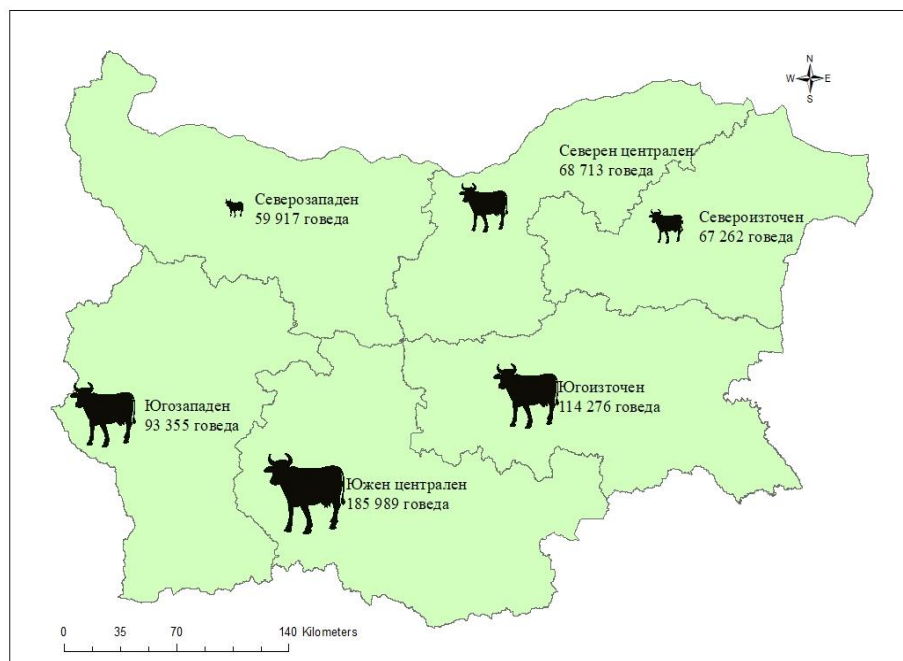 N
W E
S
Северен централен
68 713 говеда
Северозападен
59 917 говеда
Североизточен
67 262 говеда
Югоизточен
114 276 говеда
Югозападен
93 355 говеда
Южен централен
185 989 говеда
0 35 70 140 Kilometers